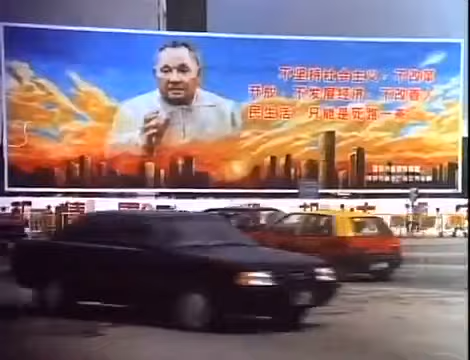 不坚持社会主义，不改革
开放，不发展经济，不改善人
民生活，只能是死路一条